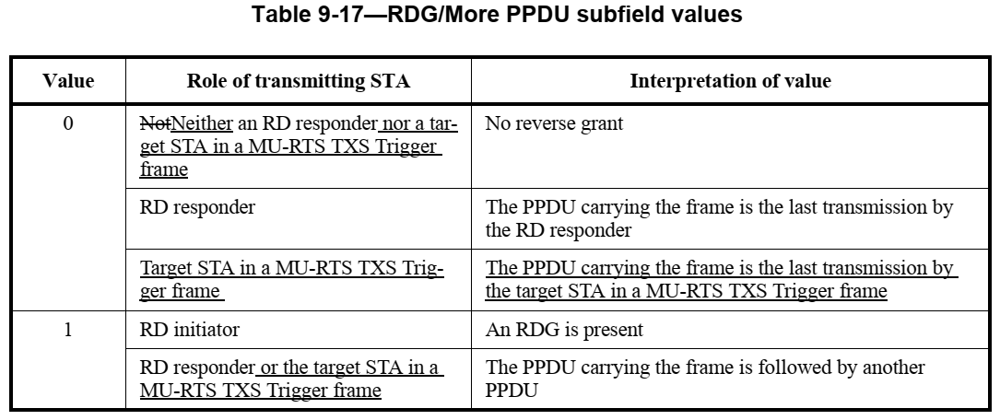 Table 9-17—RDG/More PPDU subfield values
Value
Role of transmitting STA
Interpretation of value
0
NotNeither an RD responder nor a tar-
get STA in a MU-RTS TXS Trigger
frame
No reverse grant
RD responder
The PPDU carrying the frame is the last transmission by
the RD responder
Target STA in a MU-RTS TXS Trig-
ger frame
The PPDU carrying the frame is the last transmission by
the target STA in a MU-RTS TXS Trigger frame
1
RD initiator
An RDG is present
RD responder or the target STA in a
MU-RTS TXS Trigger frame
The PPDU carrying the frame is followed by another
PPDU